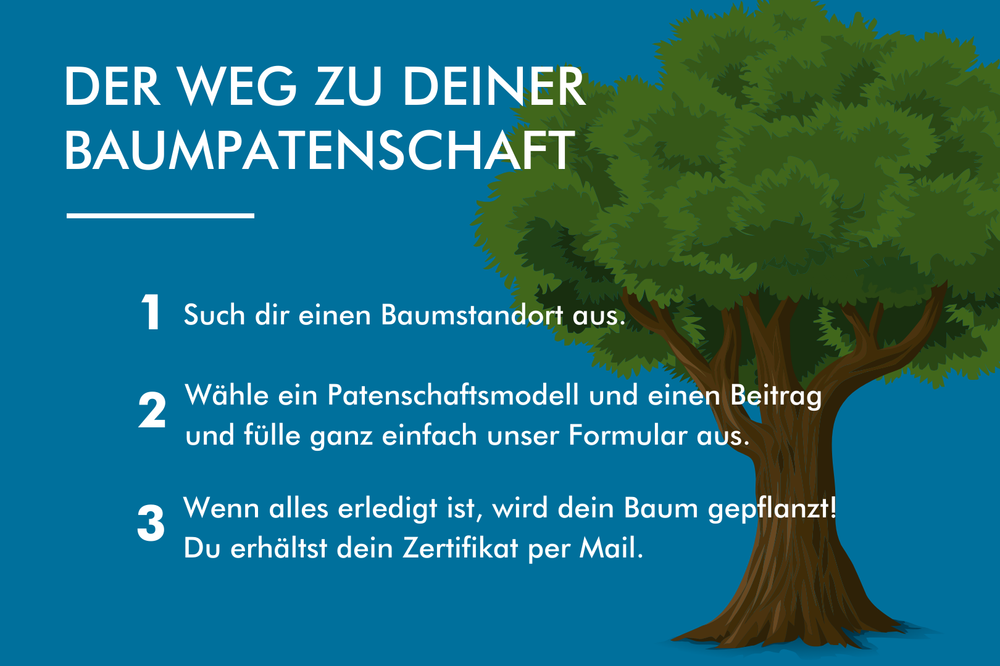 DER WEG ZU DEINER
BAUMPATENSCHAFT
1 Such dir einen Baumstandort aus.
2 Wähle ein Patenschaftsmodell und einen Beitrag
und fülle ganz einfach unser Formular aus.
3 Wenn alles erledigt ist, wird dein Baum gepflanzt!
Du erhältst dein Zertifikat per Mail.